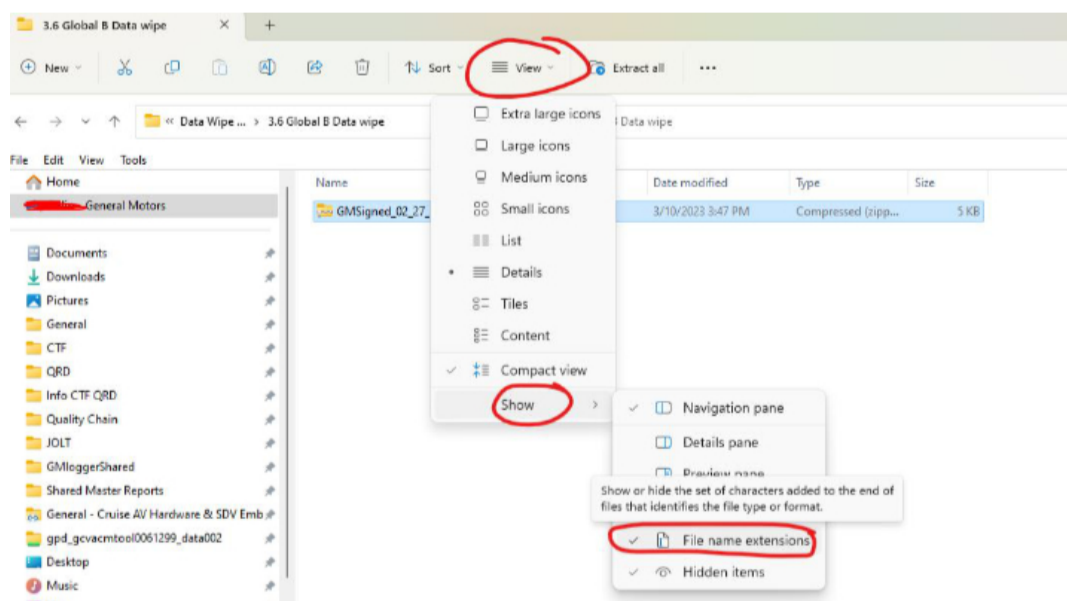 3.6 Global B Data wipe
New
Sort
View
Extract all
Data Wipe ... > 3.6 Global B Data wipe
Data wipe
File Edit View Tools
Home
General Motors
Documents
Downloads
Pictures
General
CTF
QRD
Info CTF QRD
Quality Chain
JOLT
GMloggerShared
Shared Master Reports
General - Cruise AV Hardware & SDV Emb
gpd_gcvacmtool0061299_data002
Desktop
Music
Name
Date modified
Type
Size
GMSigned_02_27_
3/10/2023 3:47 PM
Compressed (zipp...
5 KB
Extra large icons
Large icons
Medium icons
Small icons
List
Details
Tiles
Content
Compact view
Show
Navigation pane
Details pane
Preview pane
Show or hide the set of characters added to the end of
files that identifies the file type or format.
File name extensions
Hidden items